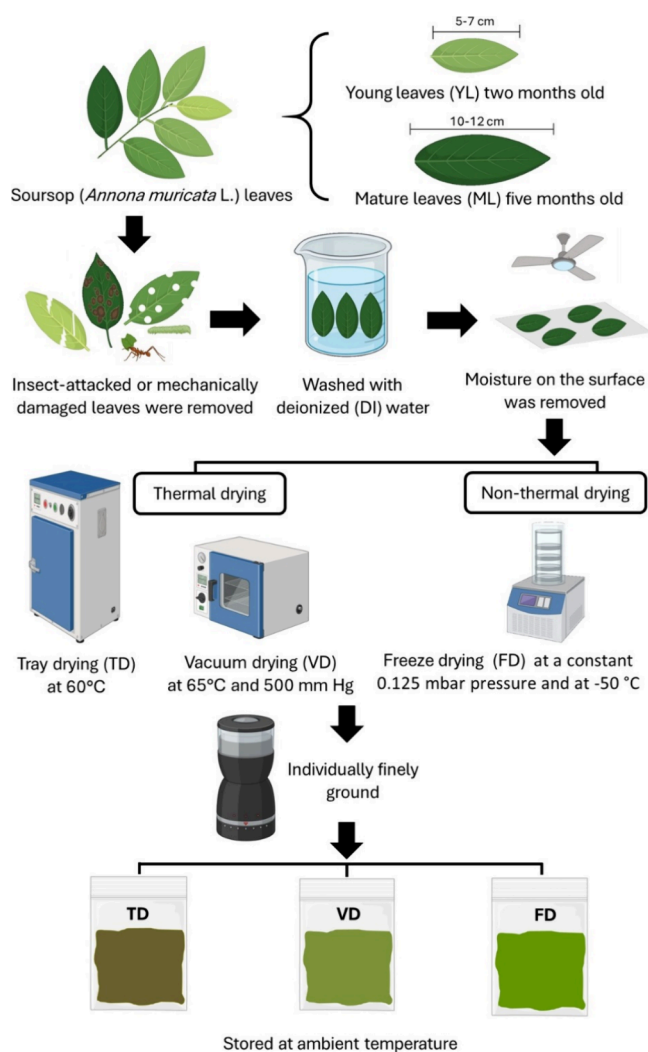 5-7 cm
Young leaves (YL) two months old
10-12 cm
Soursop (Annona muricata L.) leaves
Mature leaves (ML) five months old
Insect-attacked or mechanically
damaged leaves were removed
Washed with
deionized (DI) water
Moisture on the surface
was removed
Thermal drying
Non-thermal drying
Tray drying (TD)
at 60°C
Vacuum drying (VD)
at 65°C and 500 mm Hg
Freeze drying (FD) at a constant
0.125 mbar pressure and at -50 °C
Individually finely
ground
TD
VD
FD
Stored at ambient temperature